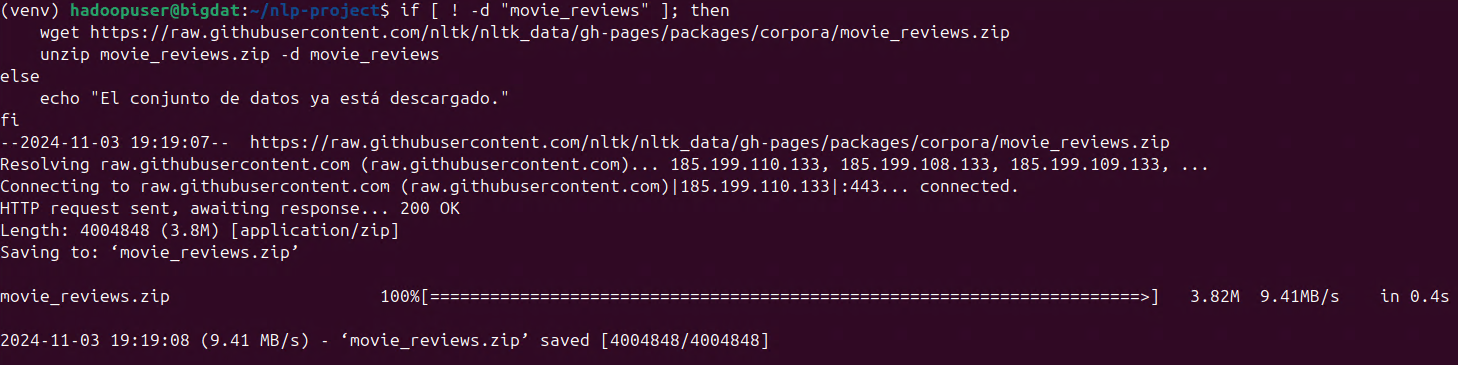 (venv) hadoopuser@bigdat:~/nlp-project$ if [ ! -d "movie_reviews" ]; then
    wget https://raw.githubusercontent.com/nltk/nltk_data/gh-pages/packages/corpora/movie_reviews.zip
    unzip movie_reviews.zip -d movie_reviews
else
    echo "El conjunto de datos ya está descargado."
fi
--2024-11-03 19:19:07--  https://raw.githubusercontent.com/nltk/nltk_data/gh-pages/packages/corpora/movie_reviews.zip
Resolving raw.githubusercontent.com (raw.githubusercontent.com)... 185.199.110.133, 185.199.108.133, 185.199.109.133, ...
Connecting to raw.githubusercontent.com (raw.githubusercontent.com)|185.199.110.133|:443... connected.
HTTP request sent, awaiting response... 200 OK
Length: 4004848 (3.8M) [application/zip]
Saving to: ‘movie_reviews.zip’
movie_reviews.zip                     100%[=======================================================================>]   3.82M  9.41MB/s    in 0.4s
2024-11-03 19:19:08 (9.41 MB/s) - ‘movie_reviews.zip’ saved [4004848/4004848]